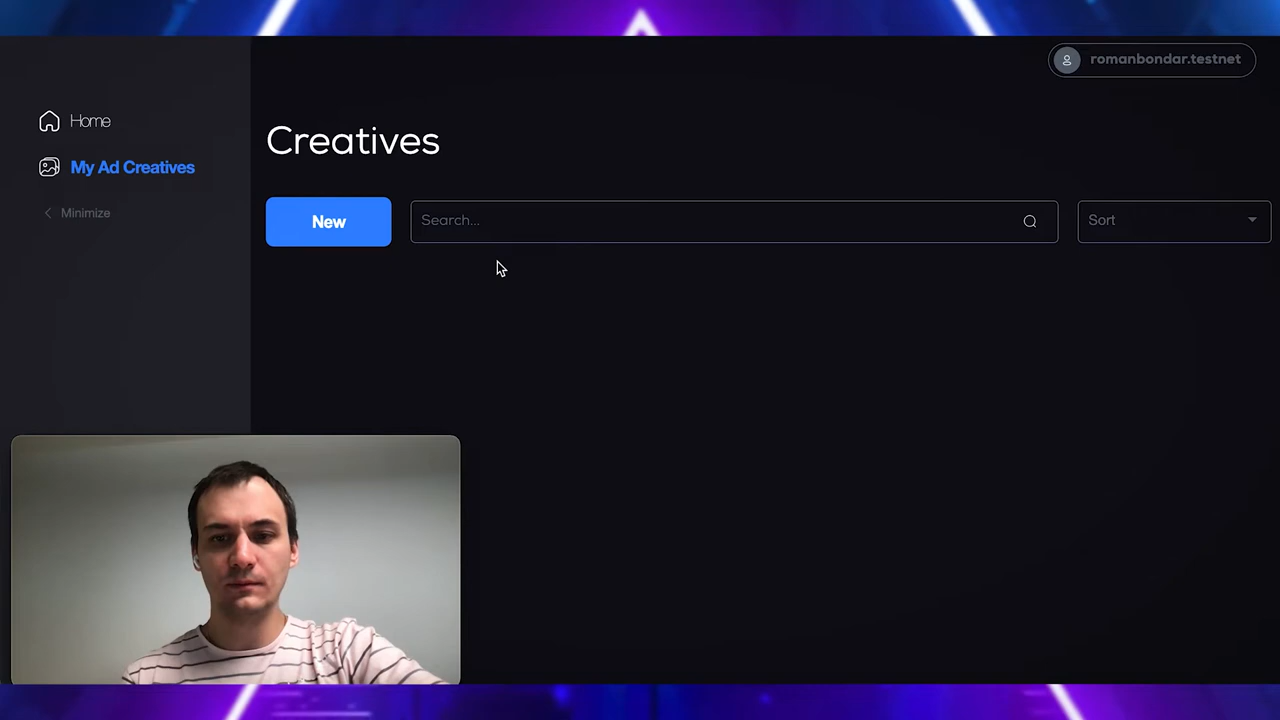 romanbondar.testnet
Home
My Ad Creatives
Minimize
Creatives
New
Search...
Sort